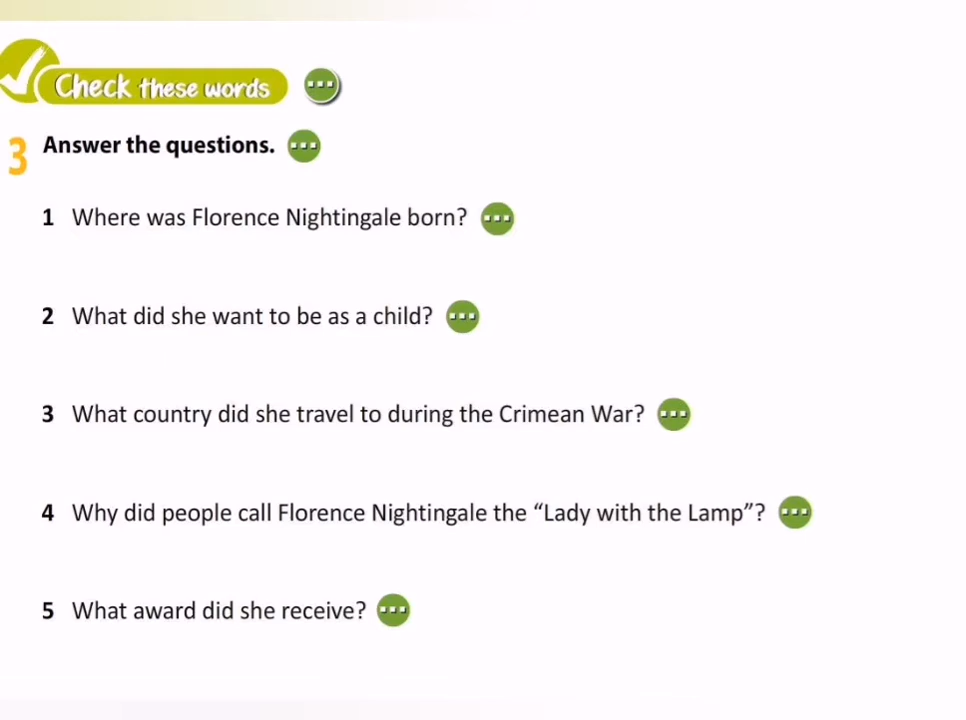 Check these words
3 Answer the questions.
1 Where was Florence Nightingale born?
2 What did she want to be as a child?
3 What country did she travel to during the Crimean War?
4 Why did people call Florence Nightingale the “Lady with the Lamp”?
5 What award did she receive?